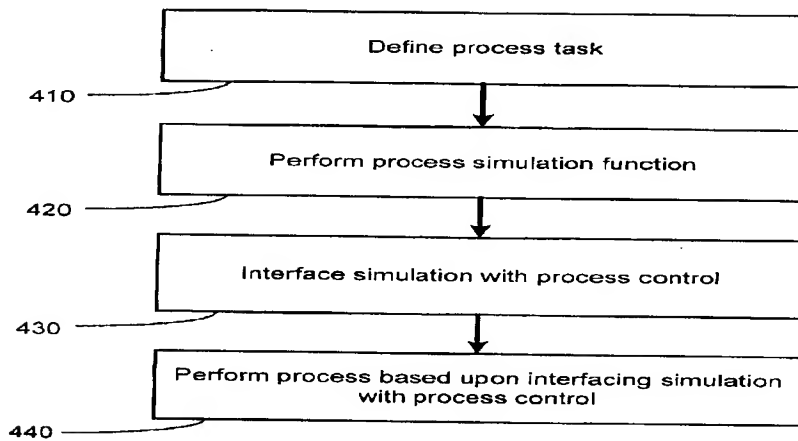 Define process task
410
Perform process simulation function
420
Interface simulation with process control
430
Perform process based upon interfacing simulation
with process control
440